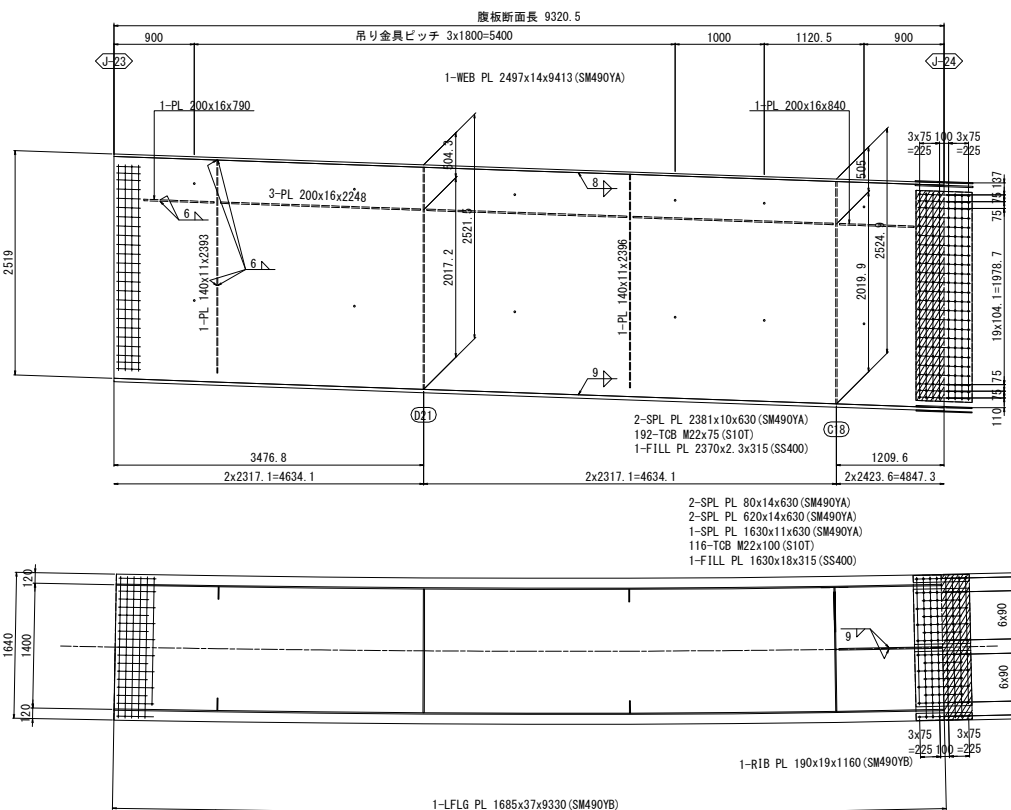 腹板断面長 9320.5
900
吊り金具ピッチ 3x1800=5400
1000
1120.5
900
J-23
J-24
1-WEB PL 2497x14x9413(SM490YA)
1-PL 200x16x790
1-PL 200x16x840
3x75 100 3x75
=225 =225
604.3
505
137
75 75
8
3-PL 200x16x2248
6
2519
2521.5
2524.9
1-PL 140x11x2393
6
2017.2
1-PL 140x11x2396
2019.9
19x104.1=1978.7
9
75
75
110
D21
C18
2-SPL PL 2381x10x630(SM490YA)
192-TCB M22x75(S10T)
1-FILL PL 2370x2.3x315(SS400)
3476.8
1209.6
2x2317.1=4634.1
2x2317.1=4634.1
2x2423.6=4847.3
2-SPL PL 80x14x630(SM490YA)
2-SPL PL 620x14x630(SM490YA)
1-SPL PL 1630x11x630(SM490YA)
116-TCB M22x100(S10T)
1-FILL PL 1630x18x315(SS400)
120
1640
1400
120
6x90
9
6x90
3x75 3x75
=225 100 =225
1-RIB PL 190x19x1160(SM490YB)
1-LFLG PL 1685x37x9330(SM490YB)